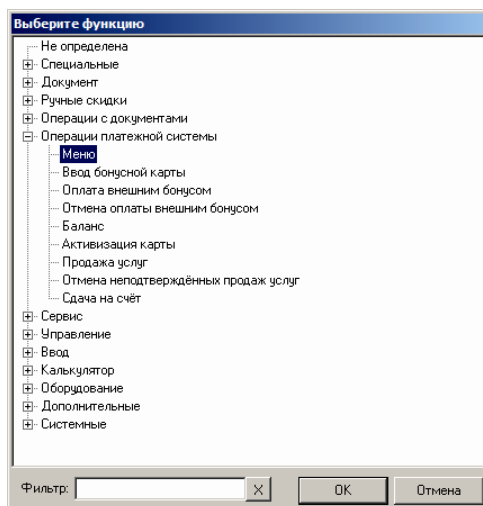 Выберите функцию
Не определена
Специальные
Документ
Ручные скидки
Операции с документами
Операции платежной системы
Меню
Ввод бонусной карты
Оплата внешним бонусом
Отмена оплаты внешним бонусом
Баланс
Активизация карты
Продажа услуг
Отмена неподтверждённых продаж услуг
Сдача на счёт
Сервис
Управление
Ввод
Калькулятор
Оборудование
Дополнительные
Системные
Фильтр: X OK Отмена